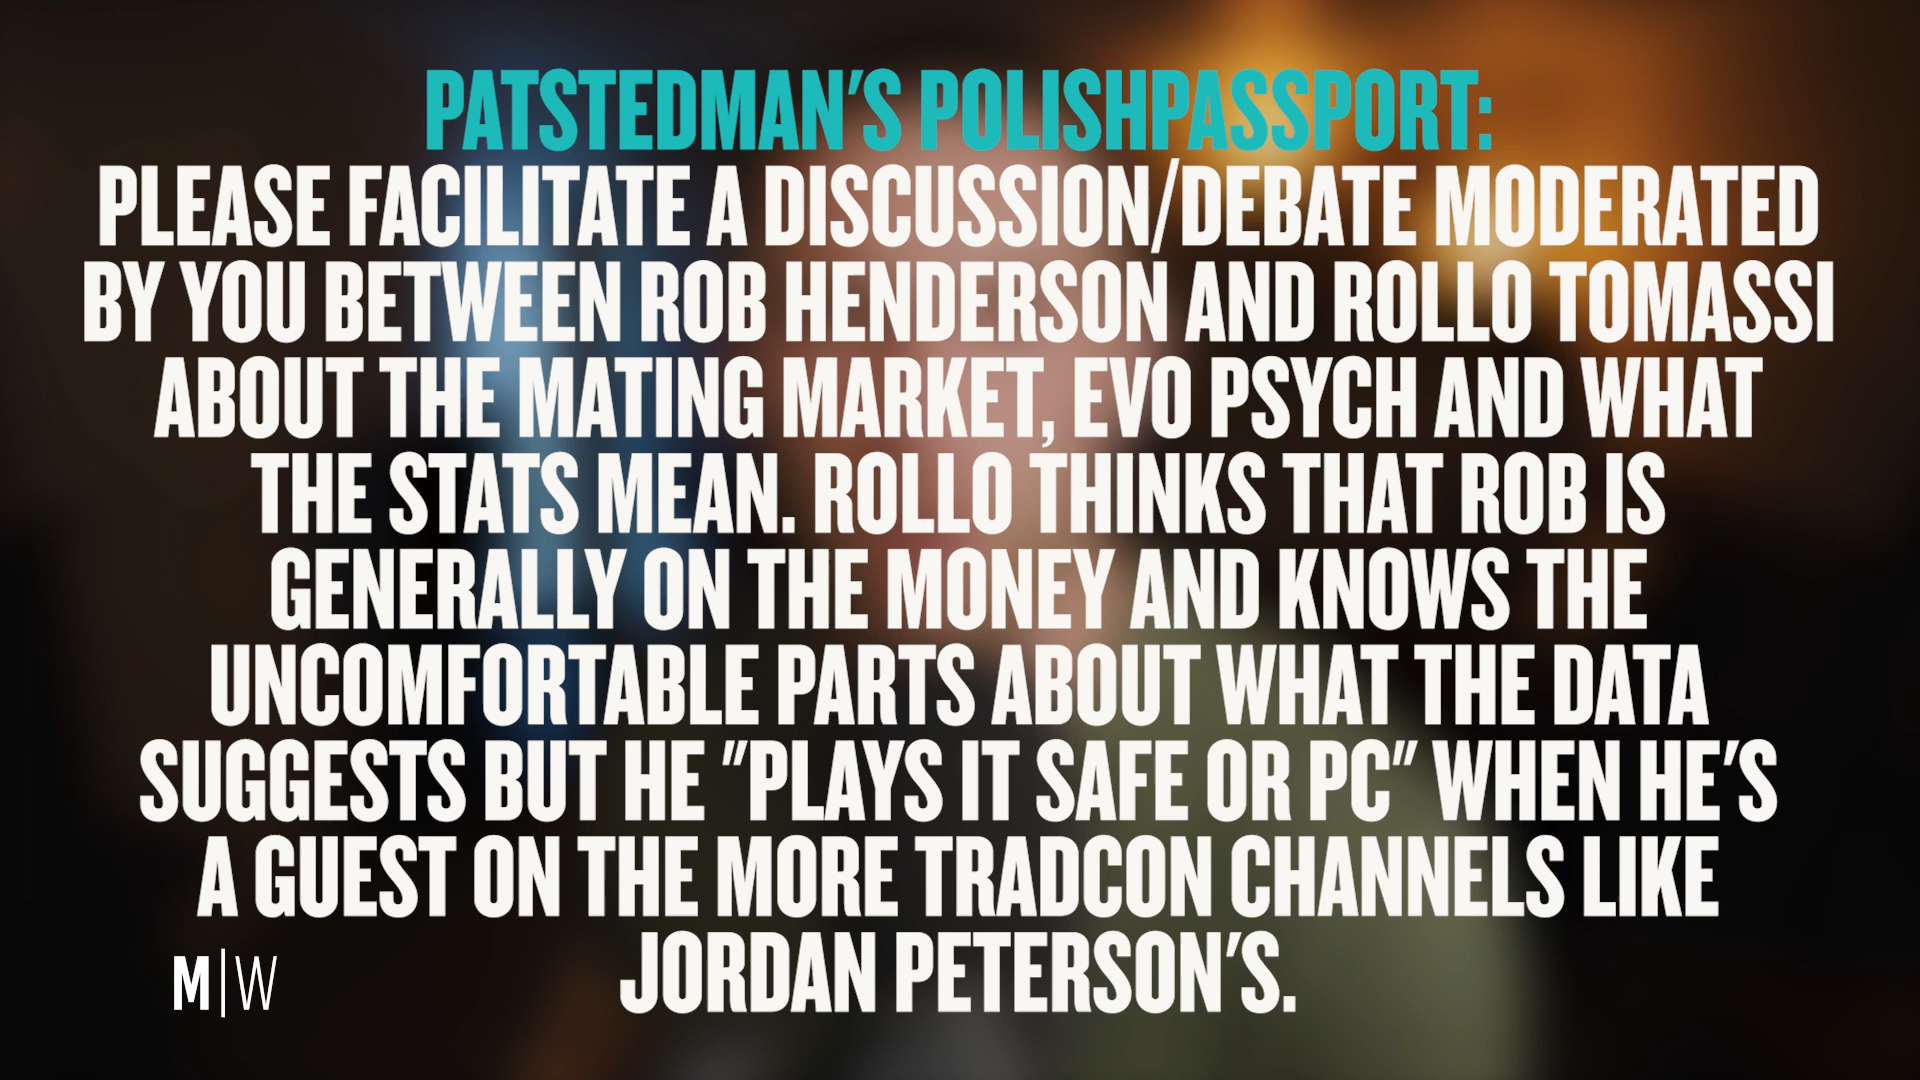 PATSTEDMAN'S POLISHPASSPORT:
PLEASE FACILITATE A DISCUSSION/DEBATE MODERATED
BY YOU BETWEEN ROB HENDERSON AND ROLLO TOMASSI
ABOUT THE MATING MARKET, EVO PSYCH AND WHAT
THE STATS MEAN. ROLLO THINKS THAT ROB IS
GENERALLY ON THE MONEY AND KNOWS THE
UNCOMFORTABLE PARTS ABOUT WHAT THE DATA
SUGGESTS BUT HE "PLAYS IT SAFE OR PC" WHEN HE'S
A GUEST ON THE MORE TRADCON CHANNELS LIKE
JORDAN PETERSON'S.
M|W